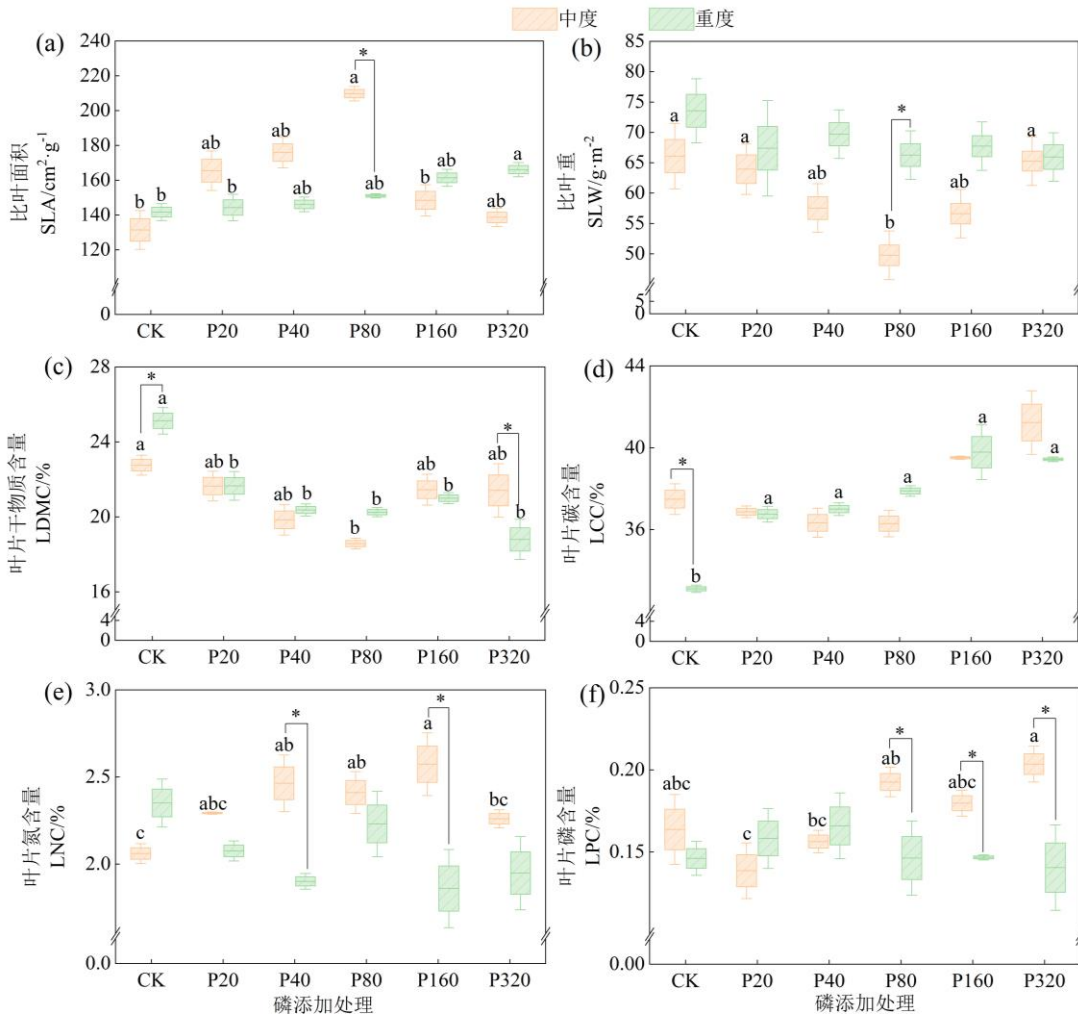 中度 重度
(a)
240
220
200
180
160
140
120
0
比叶面积
SLA/cm²·g⁻¹
b b ab b ab a * ab b ab ab a
CK P20 P40 P80 P160 P320
(b)
85
80
75
70
65
60
55
50
5
0
比叶重
SLW/g·m⁻²
a a ab b * ab a
CK P20 P40 P80 P160 P320
(c)
28
24
20
16
4
0
叶片干物质含量
LDMC/%
a * a ab b ab b b b ab b ab * b
CK P20 P40 P80 P160 P320
(d)
44
40
36
4
0
叶片碳含量
LCC/%
* b a a a a a
CK P20 P40 P80 P160 P320
(e)
3.0
2.5
2.0
0.0
叶片氮含量
LNC/%
c abc ab * ab a * bc
CK P20 P40 P80 P160 P320
磷添加处理
(f)
0.25
0.20
0.15
0.00
叶片磷含量
LPC/%
abc c bc ab * abc * a *
CK P20 P40 P80 P160 P320
磷添加处理